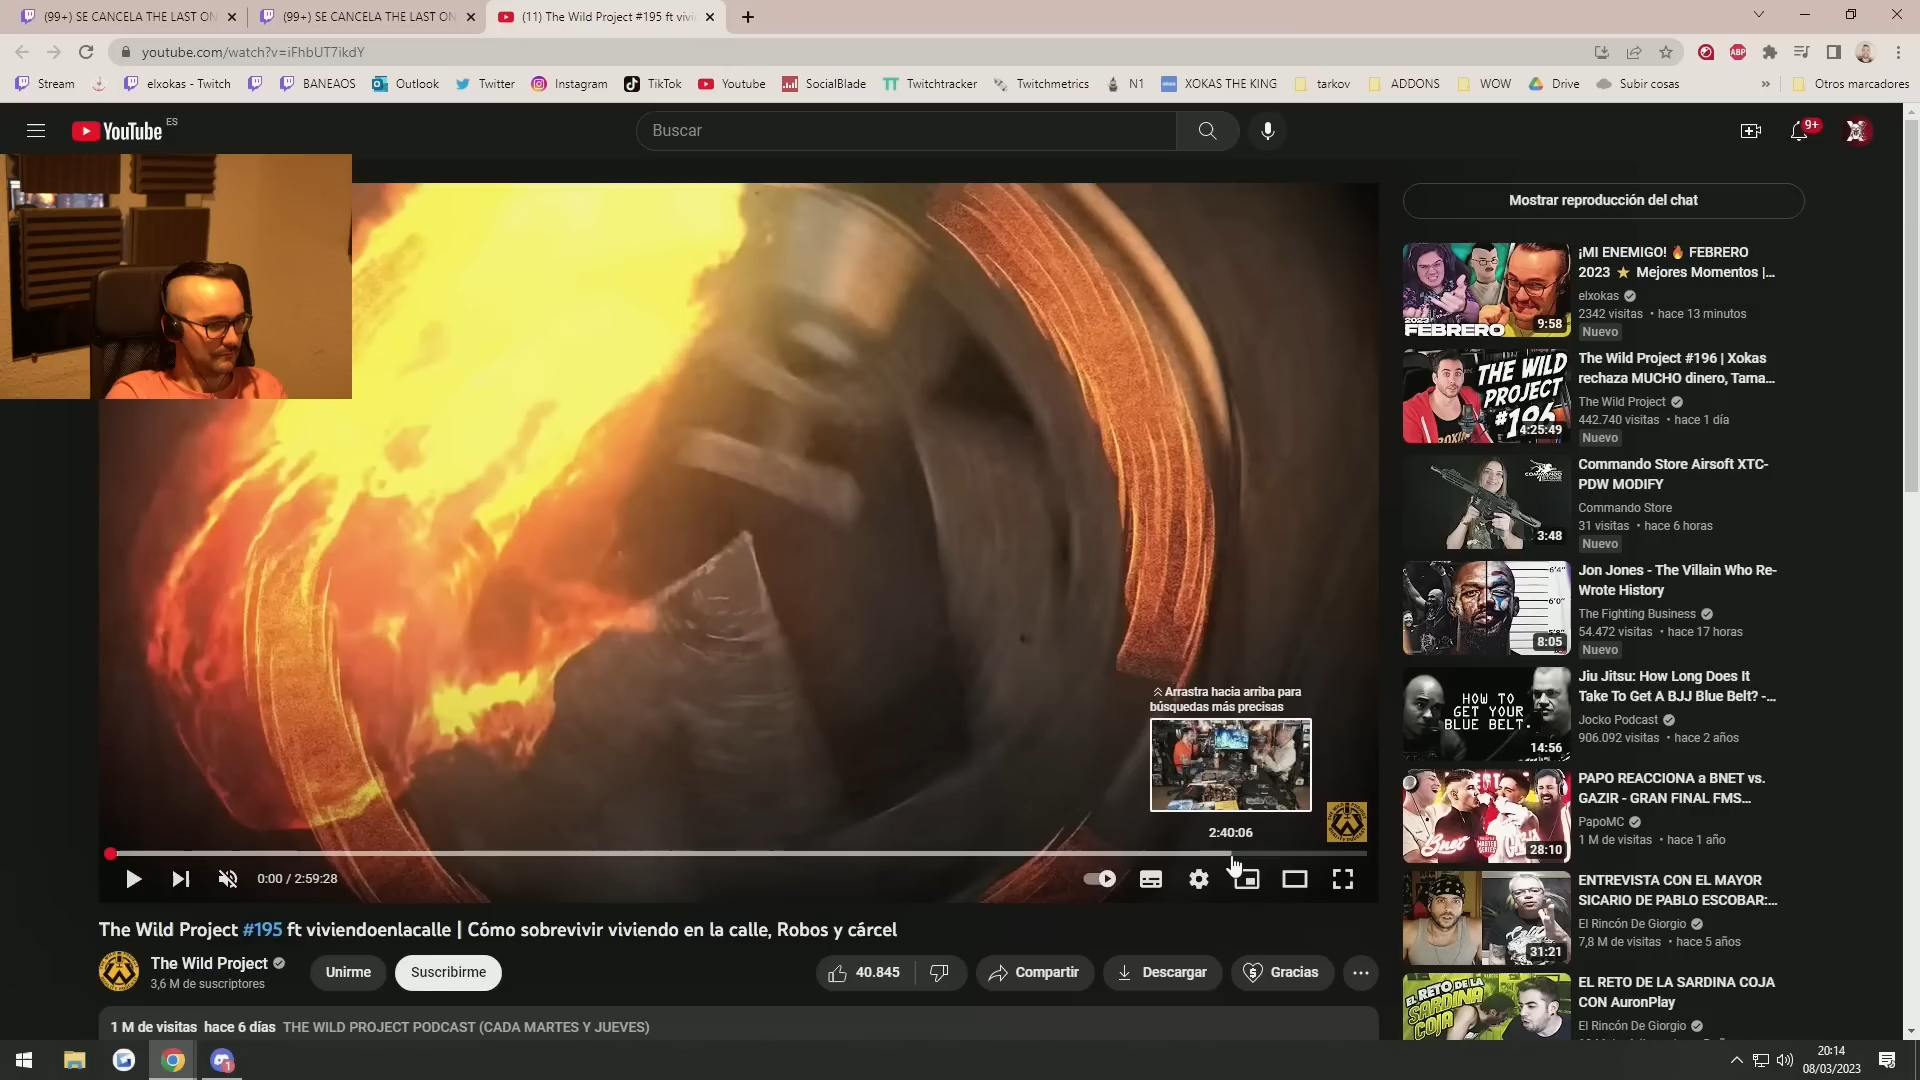 (99+) SE CANCELA THE LAST ON
(99+) SE CANCELA THE LAST ON
(11) The Wild Project #195 ft vivi
youtube.com/watch?v=iFhbUT7ikdY
ABP
Stream
elxokas - Twitch
BANEAOS
Outlook
Twitter
Instagram
TikTok
Youtube
SocialBlade
Twitchtracker
Twitchmetrics
N1
XOKAS THE KING
tarkov
ADDONS
WOW
Drive
Subir cosas
»
Otros marcadores
YouTube ES
Buscar
9+
Mostrar reproducción del chat
2023
FEBRERO
9:58
¡MI ENEMIGO! 🔥 FEBRERO
2023 ⭐ Mejores Momentos |...
elxokas
2342 visitas • hace 13 minutos
Nuevo
THE WILD
PROJECT
#196
4:25:49
The Wild Project #196 | Xokas
rechaza MUCHO dinero, Tama...
The Wild Project
442.740 visitas • hace 1 día
Nuevo
3:48
Commando Store Airsoft XTC-
PDW MODIFY
Commando Store
31 visitas • hace 6 horas
Nuevo
6'4"
6'0"
8:05
Jon Jones - The Villain Who Re-
Wrote History
The Fighting Business
54.472 visitas • hace 17 horas
Nuevo
HOW TO
GET YOUR
BLUE BELT.
14:56
Jiu Jitsu: How Long Does It
Take To Get A BJJ Blue Belt? -...
Jocko Podcast
906.092 visitas • hace 2 años
28:10
PAPO REACCIONA a BNET vs.
GAZIR - GRAN FINAL FMS...
PapoMC
1 M de visitas • hace 1 año
31:21
ENTREVISTA CON EL MAYOR
SICARIO DE PABLO ESCOBAR:...
El Rincón De Giorgio
7,8 M de visitas • hace 5 años
EL RETO DE LA
SARDINA
COJA
EL RETO DE LA SARDINA COJA
CON AuronPlay
El Rincón De Giorgio
Arrastra hacia arriba para
búsquedas más precisas
2:40:06
0:00 / 2:59:28
The Wild Project #195 ft viviendoenlacalle | Cómo sobrevivir viviendo en la calle, Robos y cárcel
The Wild Project
3,6 M de suscriptores
Unirme
Suscribirme
40.845
Compartir
Descargar
Gracias
1 M de visitas hace 6 días THE WILD PROJECT PODCAST (CADA MARTES Y JUEVES)
1
20:14
08/03/2023